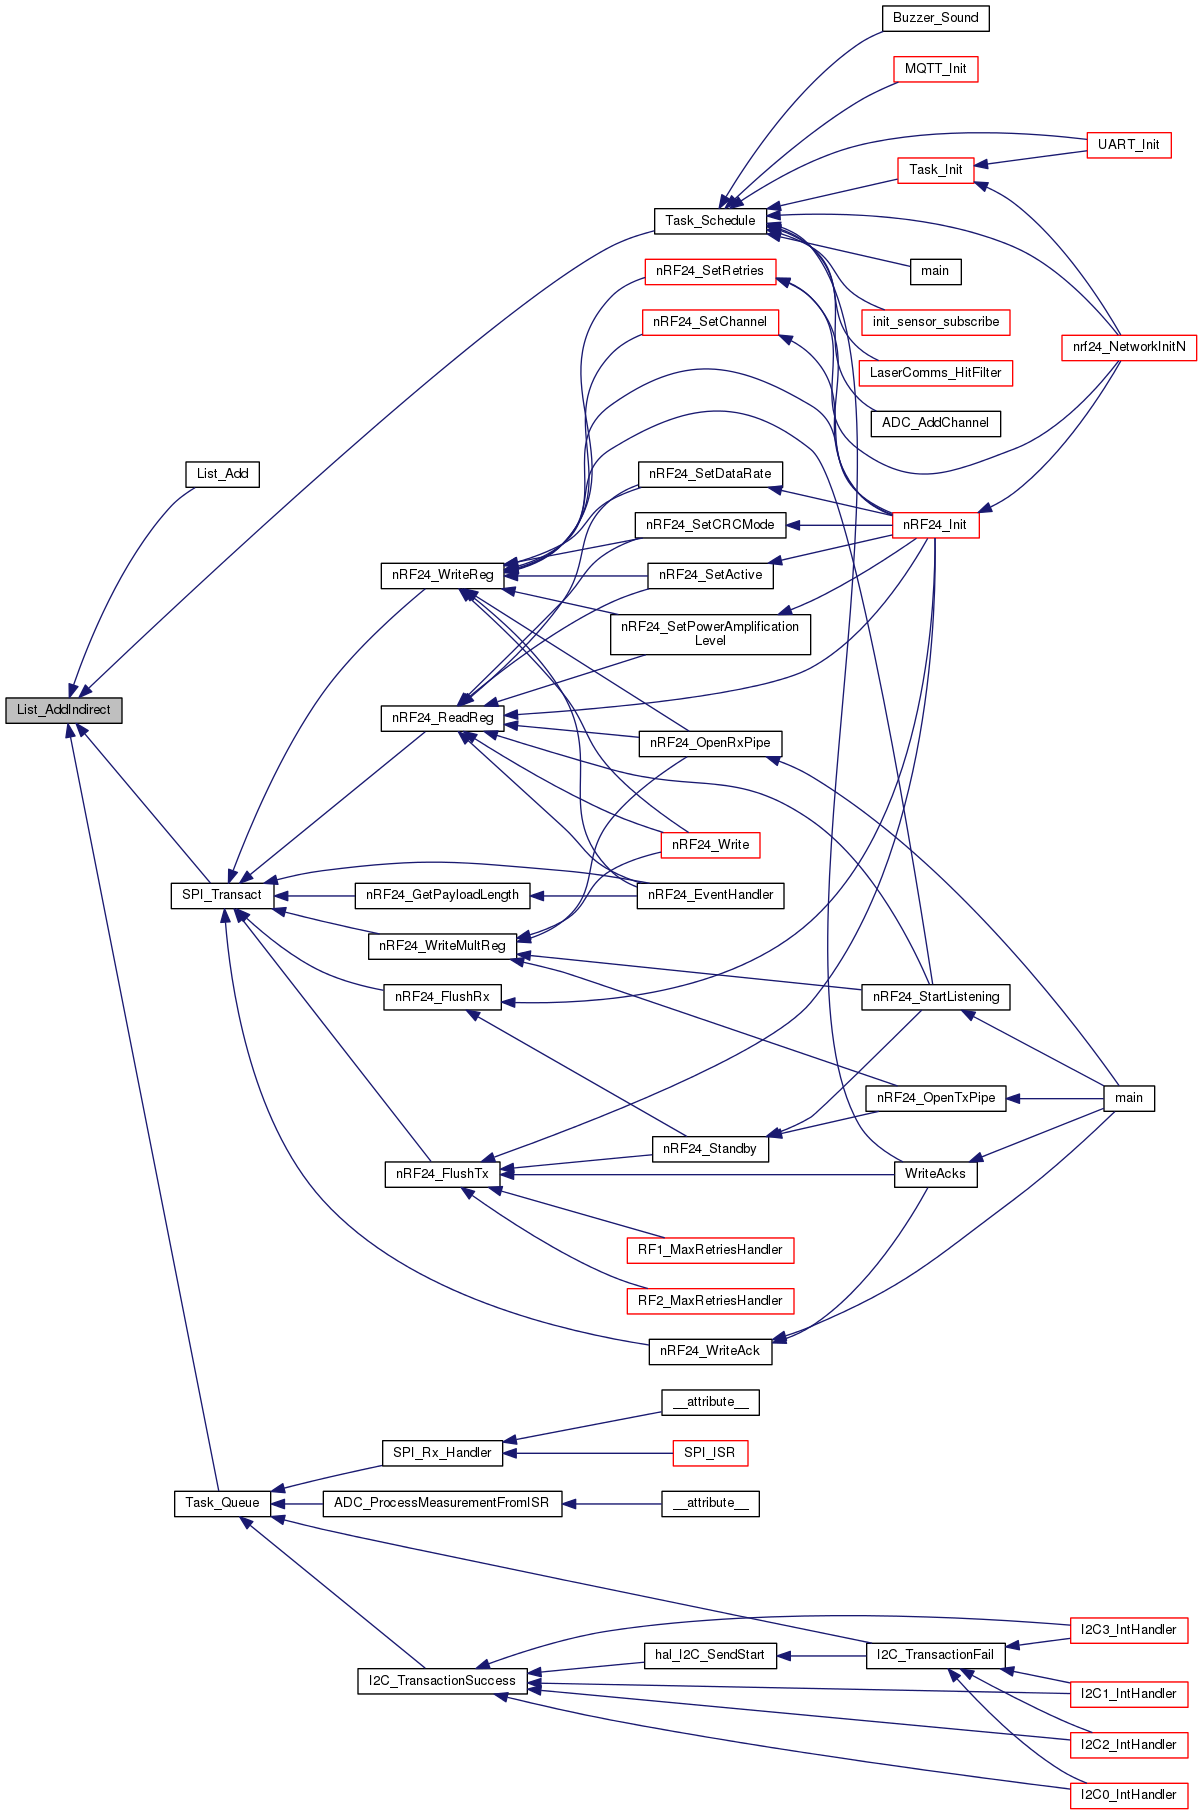 Buzzer_Sound
MQTT_Init
UART_Init
Task_Init
Task_Schedule
nRF24_SetRetries
main
nRF24_SetChannel
init_sensor_subscribe
nrf24_NetworkInitN
LaserComms_HitFilter
ADC_AddChannel
List_Add
nRF24_SetDataRate
nRF24_SetCRCMode
nRF24_Init
nRF24_WriteReg
nRF24_SetActive
nRF24_SetPowerAmplification
Level
List_AddIndirect
nRF24_ReadReg
nRF24_OpenRxPipe
nRF24_Write
SPI_Transact
nRF24_GetPayloadLength
nRF24_EventHandler
nRF24_WriteMultReg
nRF24_FlushRx
nRF24_StartListening
nRF24_OpenTxPipe
main
nRF24_Standby
nRF24_FlushTx
WriteAcks
RF1_MaxRetriesHandler
RF2_MaxRetriesHandler
nRF24_WriteAck
__attribute__
SPI_Rx_Handler
SPI_ISR
Task_Queue
ADC_ProcessMeasurementFromISR
__attribute__
I2C3_IntHandler
hal_I2C_SendStart
I2C_TransactionFail
I2C_TransactionSuccess
I2C1_IntHandler
I2C2_IntHandler
I2C0_IntHandler